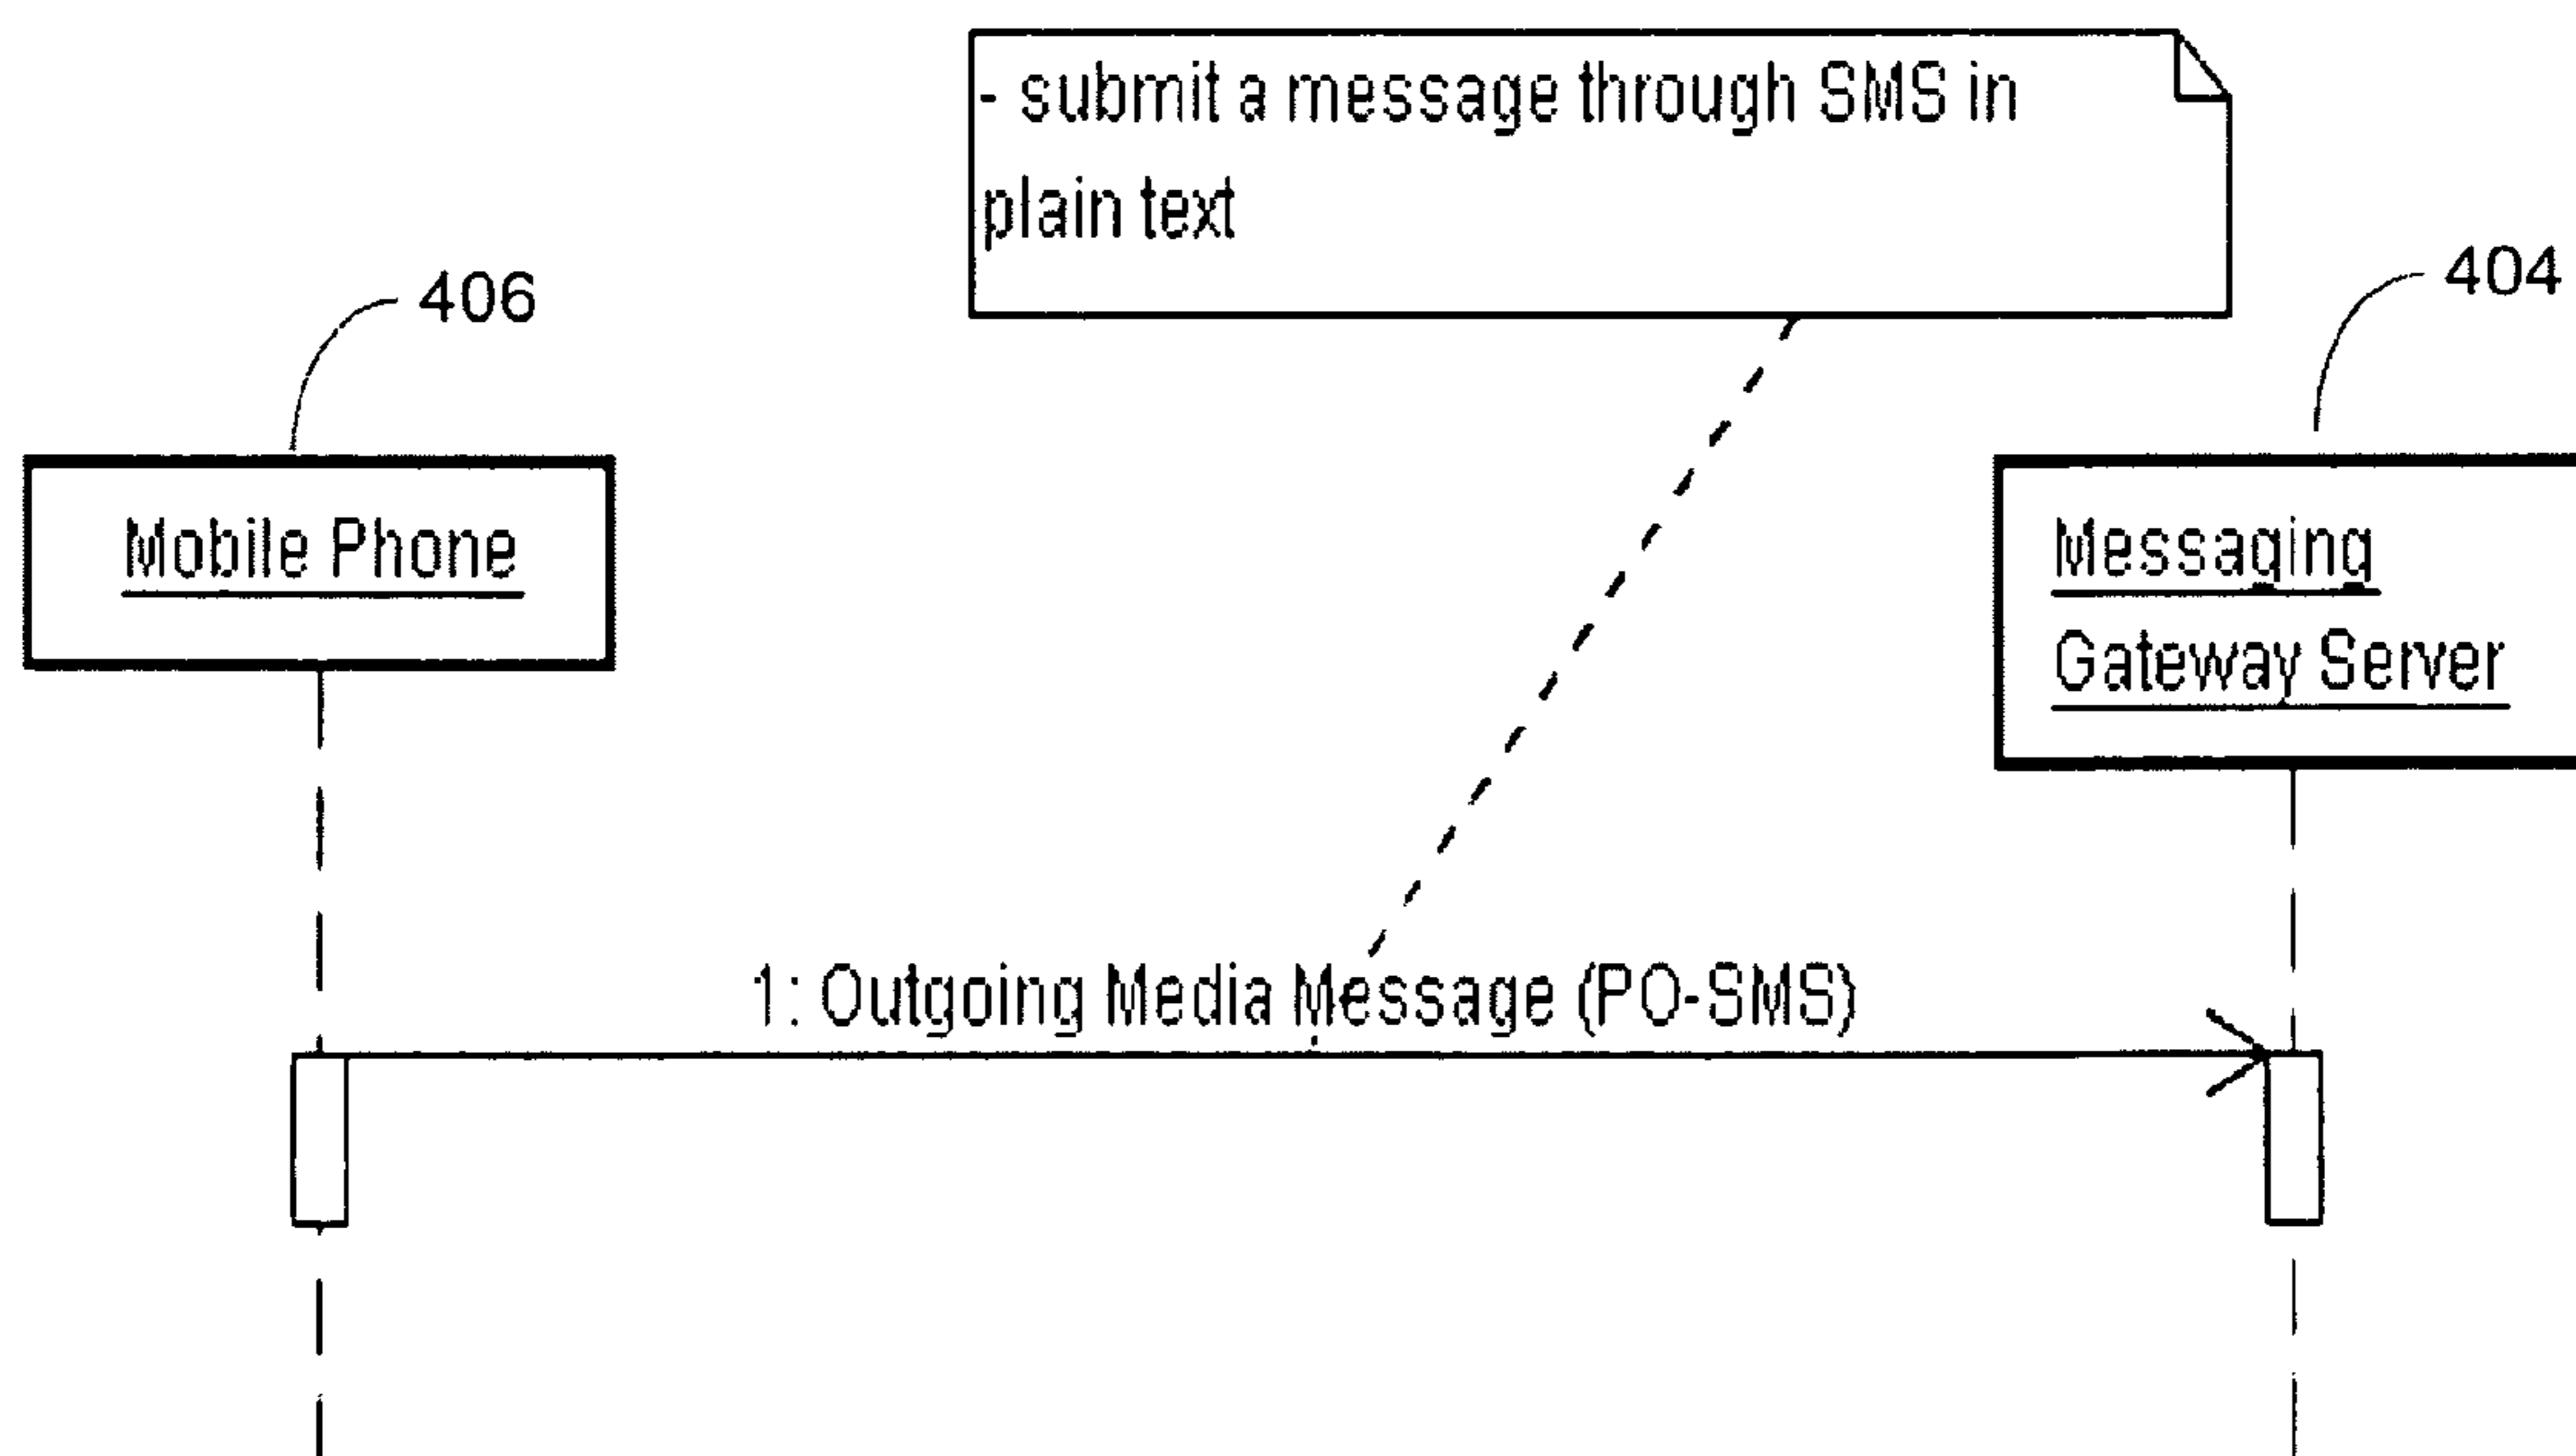 - submit a message through SMS in
plain text
406
404
Mobile Phone
Messaging
Gateway Server
1: Outgoing Media Message (PO-SMS)